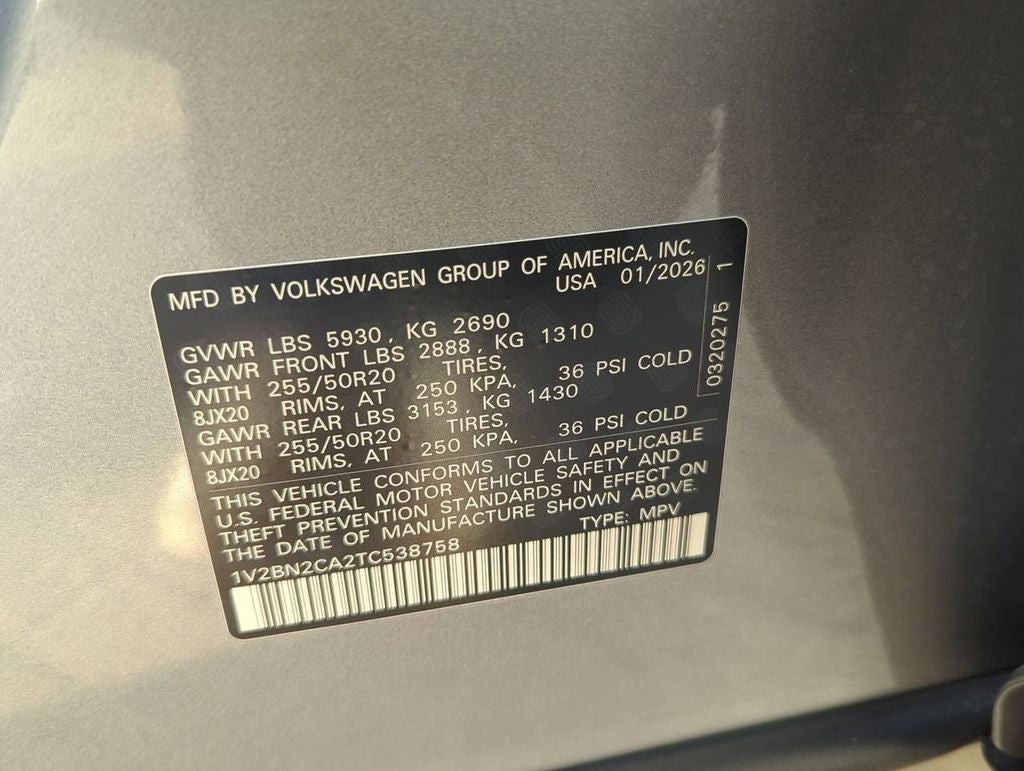 MFD BY VOLKSWAGEN GROUP OF AMERICA, INC.
USA 01/2026
GVWR LBS 5930, KG 2690
GAWR FRONT LBS 2888, KG 1310
WITH 255/50R20 TIRES,
8JX20 RIMS, AT 250 KPA, 36 PSI COLD
GAWR REAR LBS 3153, KG 1430
WITH 255/50R20 TIRES,
8JX20 RIMS, AT 250 KPA, 36 PSI COLD
THIS VEHICLE CONFORMS TO ALL APPLICABLE
U.S. FEDERAL MOTOR VEHICLE SAFETY AND
THEFT PREVENTION STANDARDS IN EFFECT ON
THE DATE OF MANUFACTURE SHOWN ABOVE.
1V2BN2CA2TC538758 TYPE: MPV
0320275 1